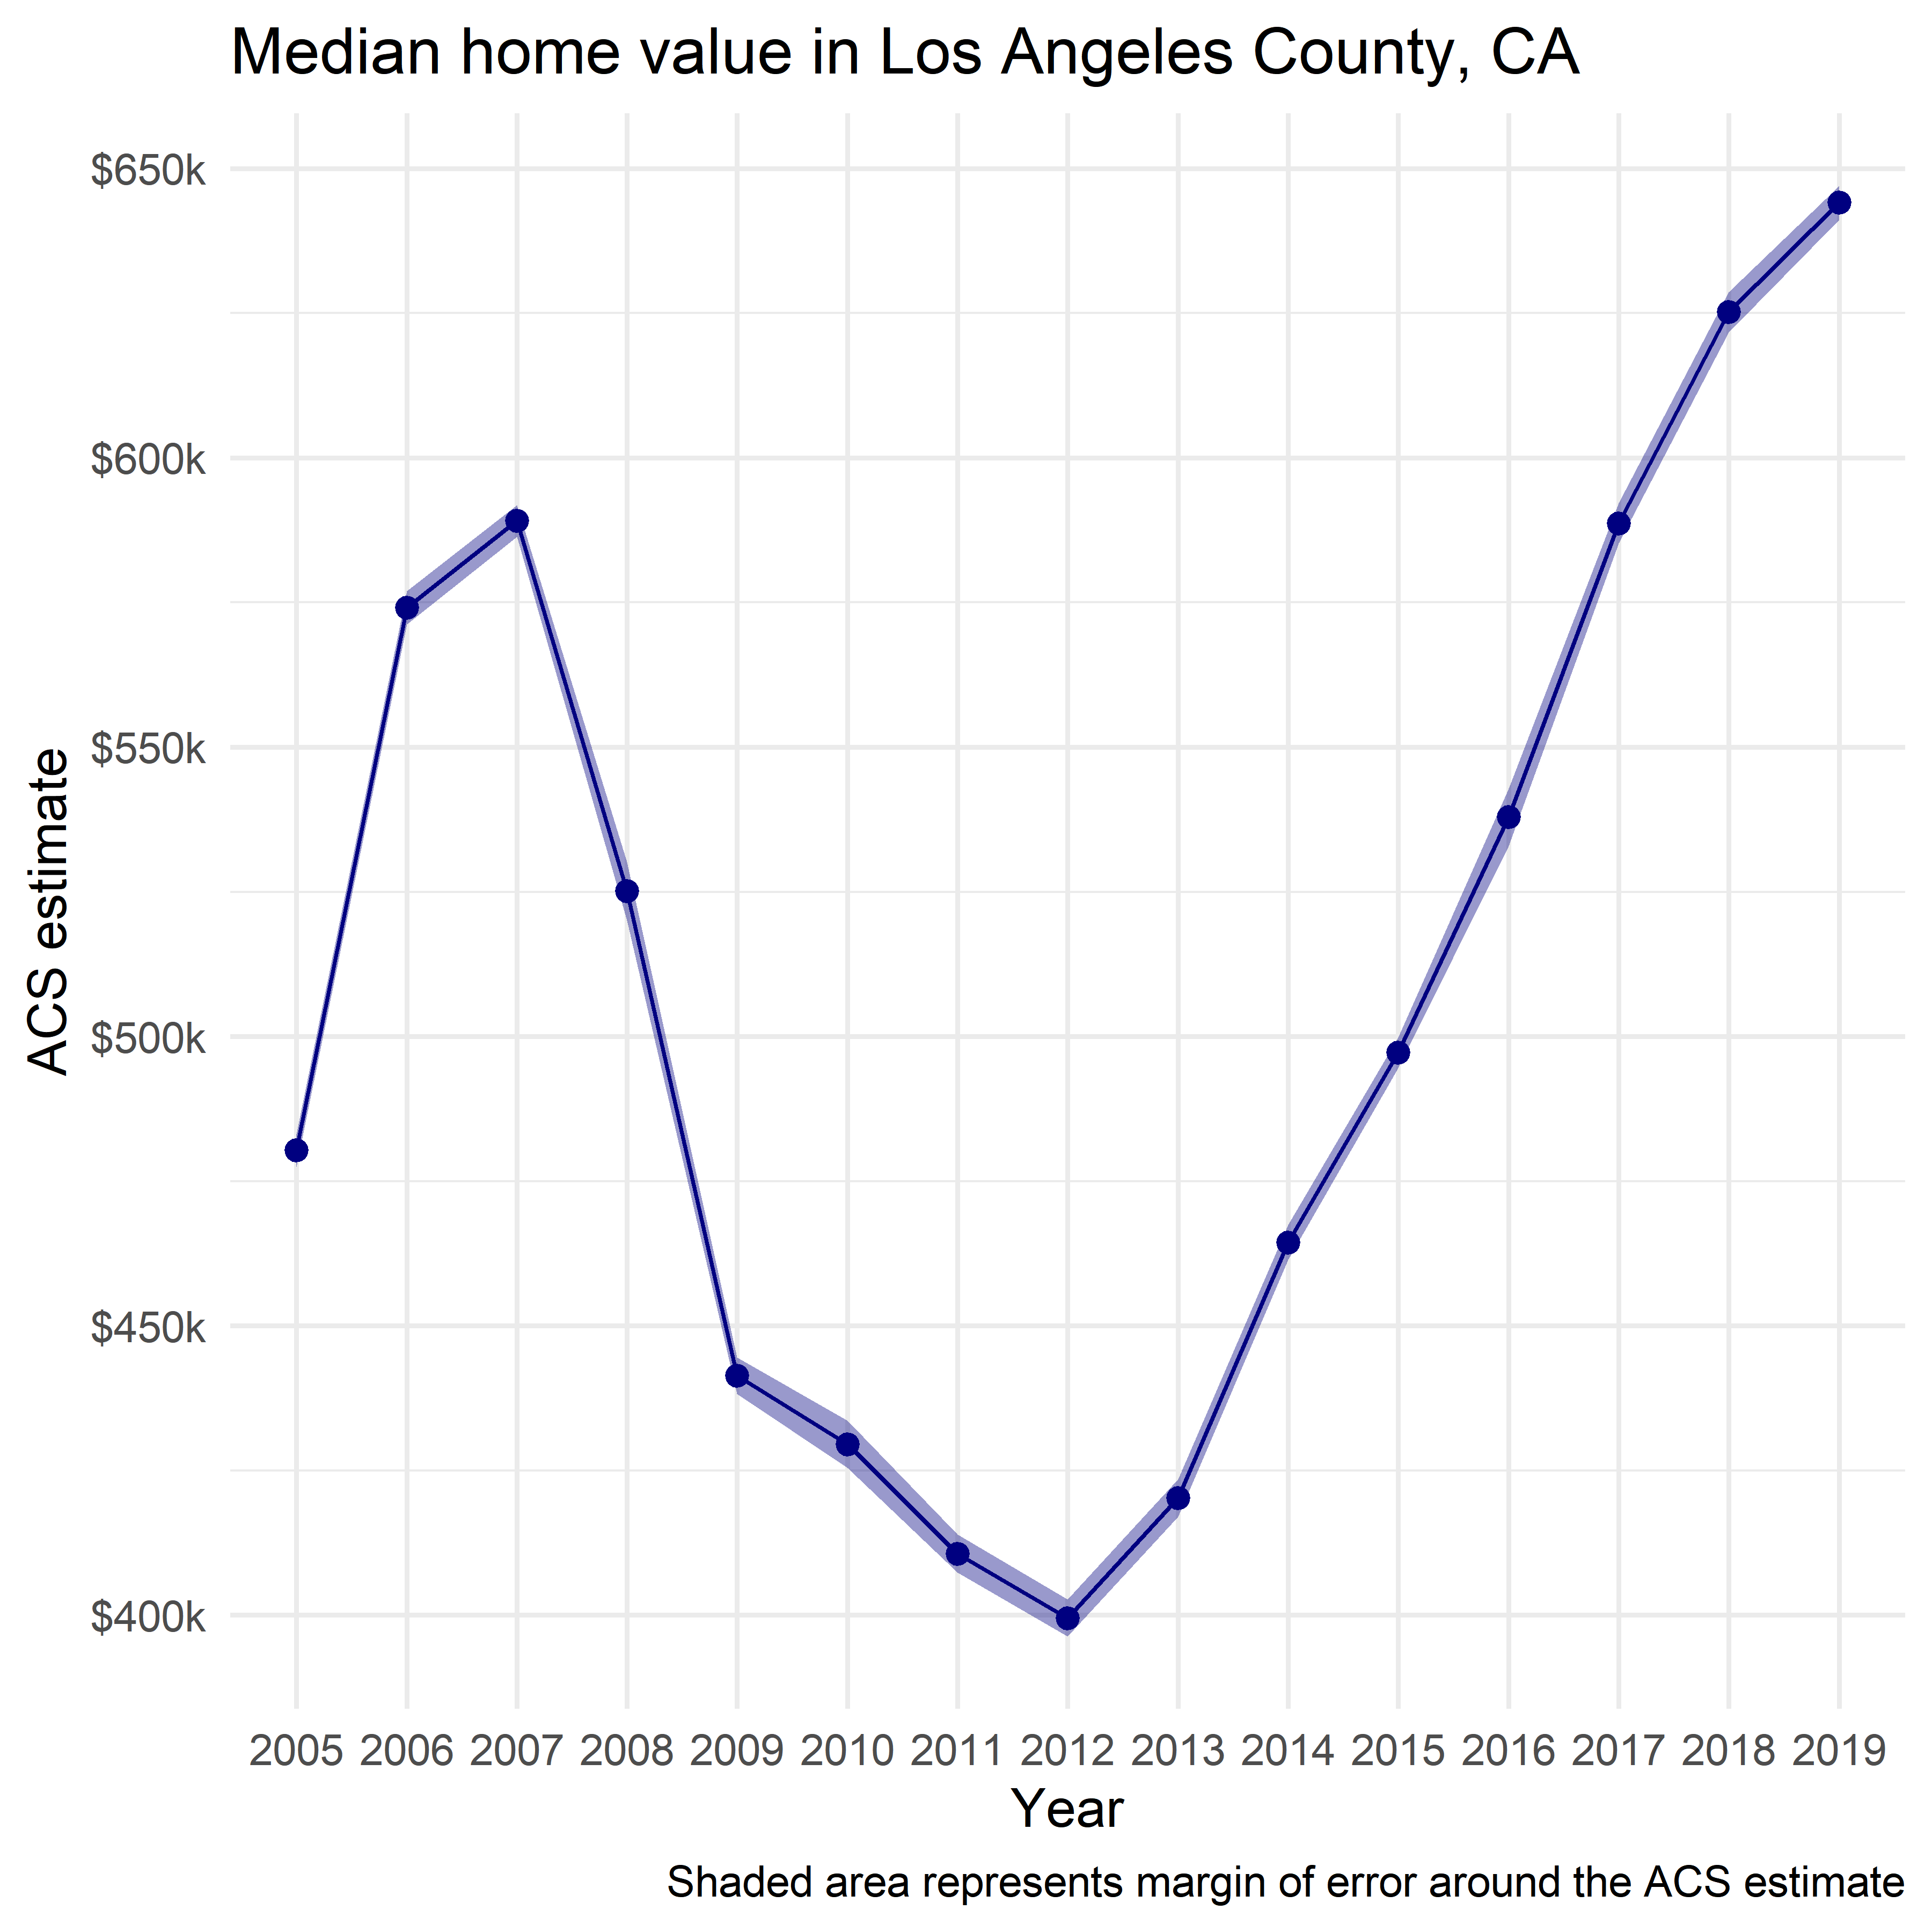 Median home value in Los Angeles County, CA
$650k
$600k
$550k
$500k
$450k
$400k
ACS estimate
2005 2006 2007 2008 2009 2010 2011 2012 2013 2014 2015 2016 2017 2018 2019
Year
Shaded area represents margin of error around the ACS estimate